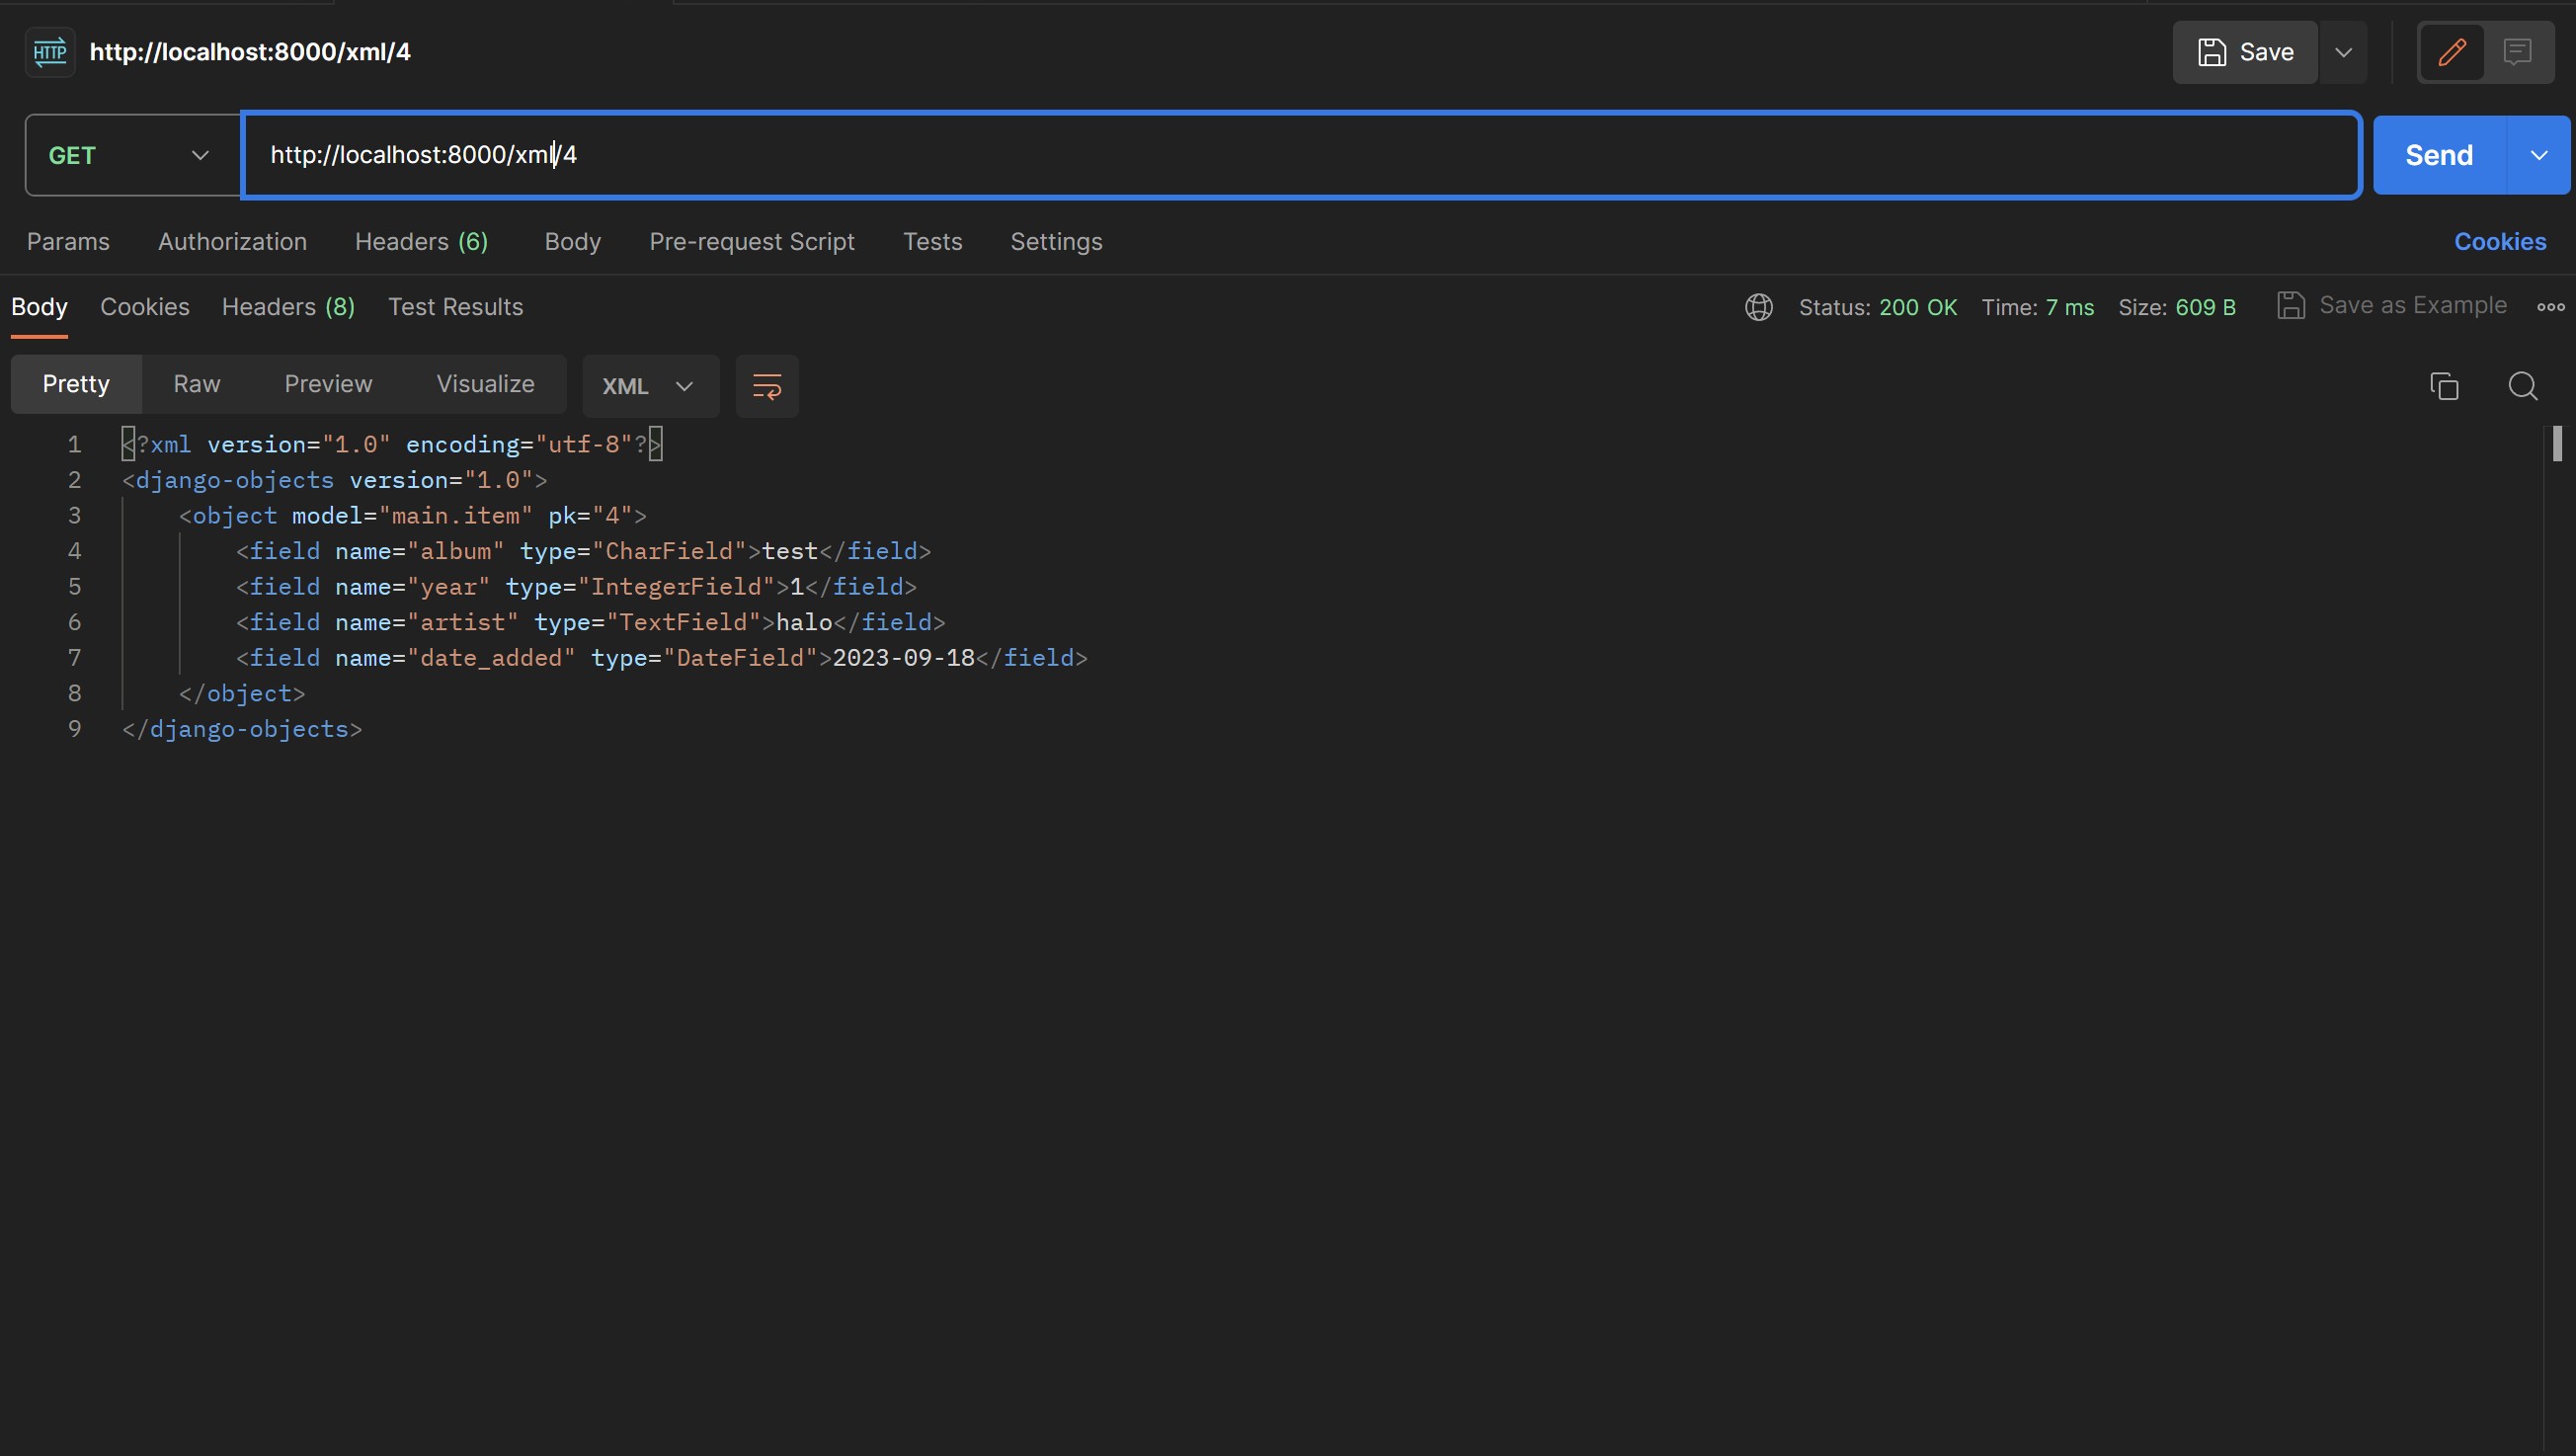 HTTP http://localhost:8000/xml/4 Save
GET http://localhost:8000/xml/4 Send
Params Authorization Headers (6) Body Pre-request Script Tests Settings Cookies
Body Cookies Headers (8) Test Results Status: 200 OK Time: 7 ms Size: 609 B Save as Example
Pretty Raw Preview Visualize XML
1 <?xml version="1.0" encoding="utf-8"?>
2 <django-objects version="1.0">
3 <object model="main.item" pk="4">
4 <field name="album" type="CharField">test</field>
5 <field name="year" type="IntegerField">1</field>
6 <field name="artist" type="TextField">halo</field>
7 <field name="date_added" type="DateField">2023-09-18</field>
8 </object>
9 </django-objects>